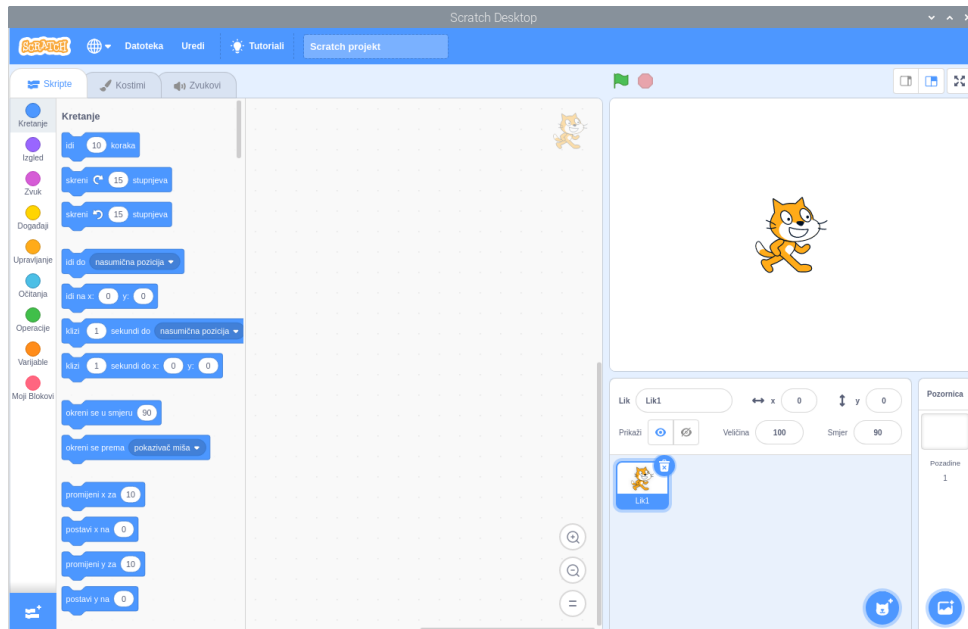 Scratch Desktop
SCRATCH Datoteka Uredi Tutoriali Scratch projekt
Skripte Kostimi Zvukovi
Kretanje
Izgled
Zvuk
Događaji
Upravljanje
Očitanja
Operacije
Varijable
Moji Blokovi
Kretanje
idi 10 koraka
skreni 15 stupnjeva
skreni 15 stupnjeva
idi do nasumična pozicija
idi na x: 0 y: 0
klizi 1 sekundi do nasumična pozicija
klizi 1 sekundi do x: 0 y: 0
okreni se u smjeru 90
okreni se prema pokazivač miša
promijeni x za 10
postavi x na 0
promijeni y za 10
postavi y na 0
Lik Lik1 x 0 y 0
Prikaži Veličina 100 Smjer 90
Lik1
Pozornica
Pozadine
1